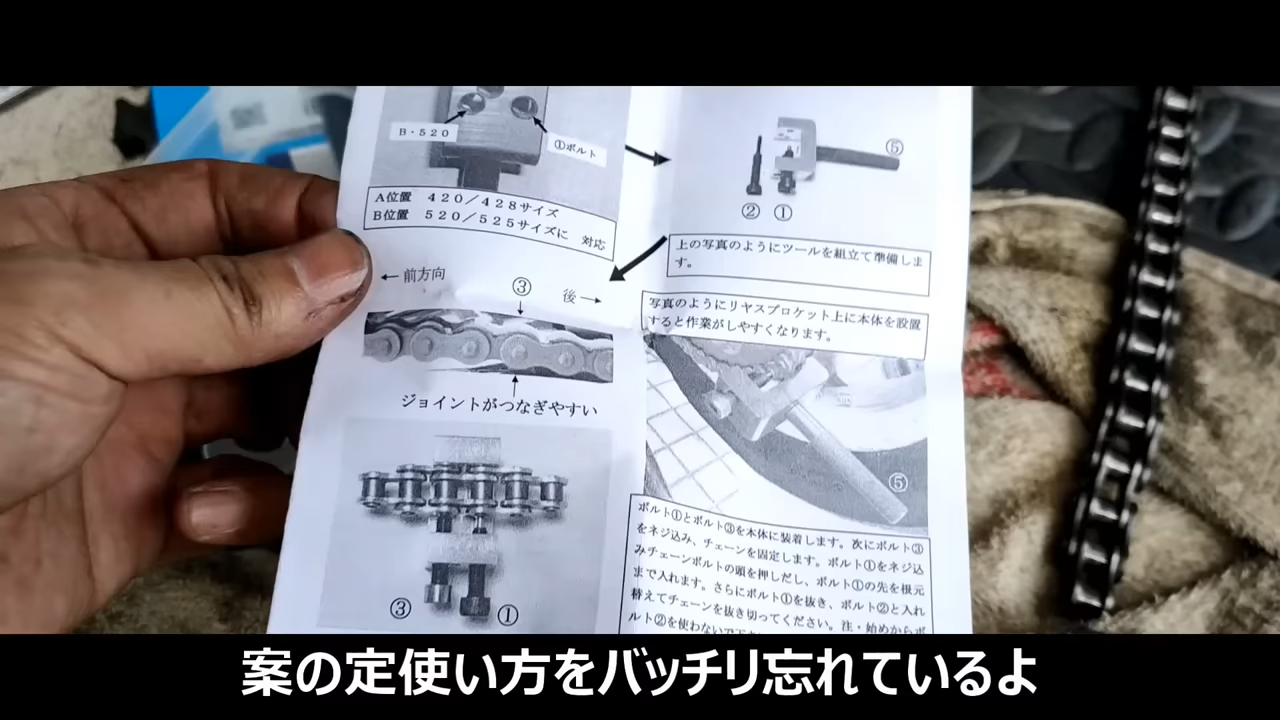 B・520
①ボルト
A位置 420/428サイズ
B位置 520/525サイズに 対応
⑤
② ①
上の写真のようにツールを組立て準備しま
す。
←前方向
③
後→
ジョイントがつなぎやすい
③ ①
写真のようにリヤスプロケット上に本体を設置
すると作業がしやすくなります。
⑤
ボルト①とボルト③を本体に装着します。次にボルト③
をネジ込み、チェーンを固定します。ボルト①をネジ込
みチェーンボルトの頭を押しだし、ボルト①の先を根元
まで入れます。さらにボルト①を抜き、ボルト②と入れ
替えてチェーンを抜き切ってください。注・始めからボ
ルト②を使わないで
案の定使い方をバッチリ忘れているよ